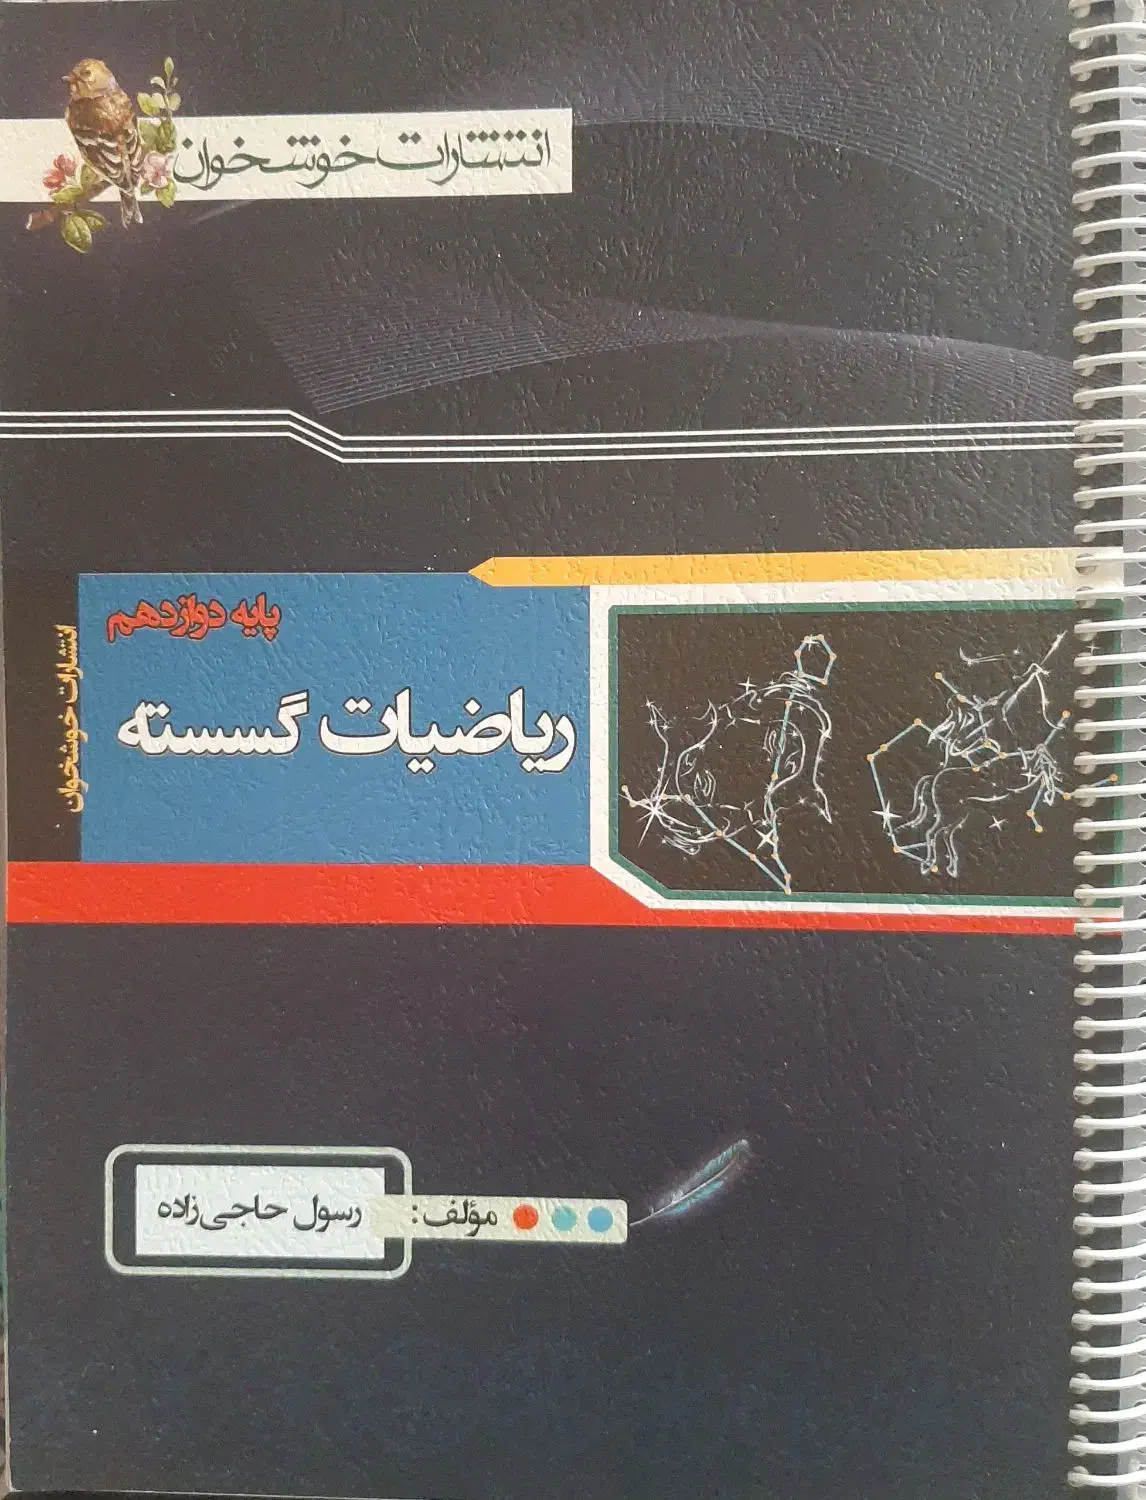 انتشارات خوشخوان
پایه دوازدهم
ریاضیات گسسته
انتشارات خوشخوان
مؤلف: رسول حاجی‌زاده